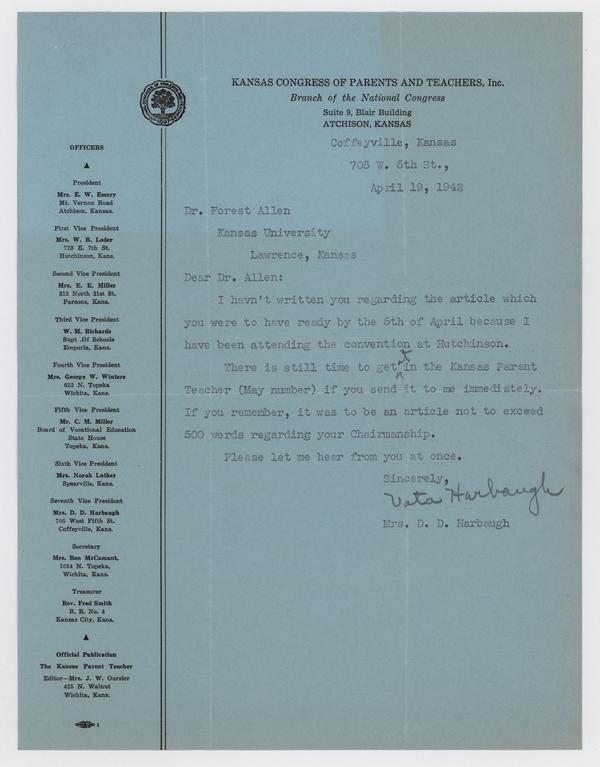 KANSAS CONGRESS OF PARENTS AND TEACHERS, Inc.
Branch of the National Congress
Suite 9, Blair Building
ATCHISON, KANSAS
OFFICERS
President
Mrs. E. W. Emery
Mt. Vernon Road
Atchison, Kansas.
First Vice President
Mrs. W. R. Loder
723 E. 7th St.
Hutchinson, Kans.
Second Vice President
Mrs. E. E. Miller
312 North 31st St.
Parsons, Kans.
Third Vice President
W. M. Richards
Supt .Of Schools
Emporia, Kans.
Fourth Vice President
Mrs. George W. Winters
622 N. Topeka
Wichita, Kans.
Fifth Vice President
Mr. C. M. Miller
Board of Vocational Education
State House
Topeka, Kans.
Sixth Vice President
Mrs. Norah Luther
Spearville, Kans.
Seventh Vice President
Mrs. D. D. Harbaugh
705 West Fifth St.
Coffeyville, Kans.
Secretary
Mrs. Ben McCamant,
1054 N. Topeka,
Wichita, Kans.
Treasurer
Rev. Fred Smith
R. R. No. 4
Kansas City, Kans.
Official Publication
The Kansas Parent Teacher
Editor—Mrs. J. W. Oursler
425 N. Walnut
Wichita, Kans.
1
Coffeyville, Kansas
705 W. 5th St.,
April 19, 1942
Dr. Forest Allen
Kansas University
Lawrence, Kansas
Dear Dr. Allen:
I havn't written you regarding the article which
you were to have ready by the 5th of April because I
have been attending the convention at Hutchinson.
There is still time to get it in the Kansas Parent
Teacher (May number) if you send it to me immediately.
If you remember, it was to be an article not to exceed
500 words regarding your Chairmanship.
Please let me hear from you at once.
Sincerely,
Veta Harbaugh
Mrs. D. D. Harbaugh